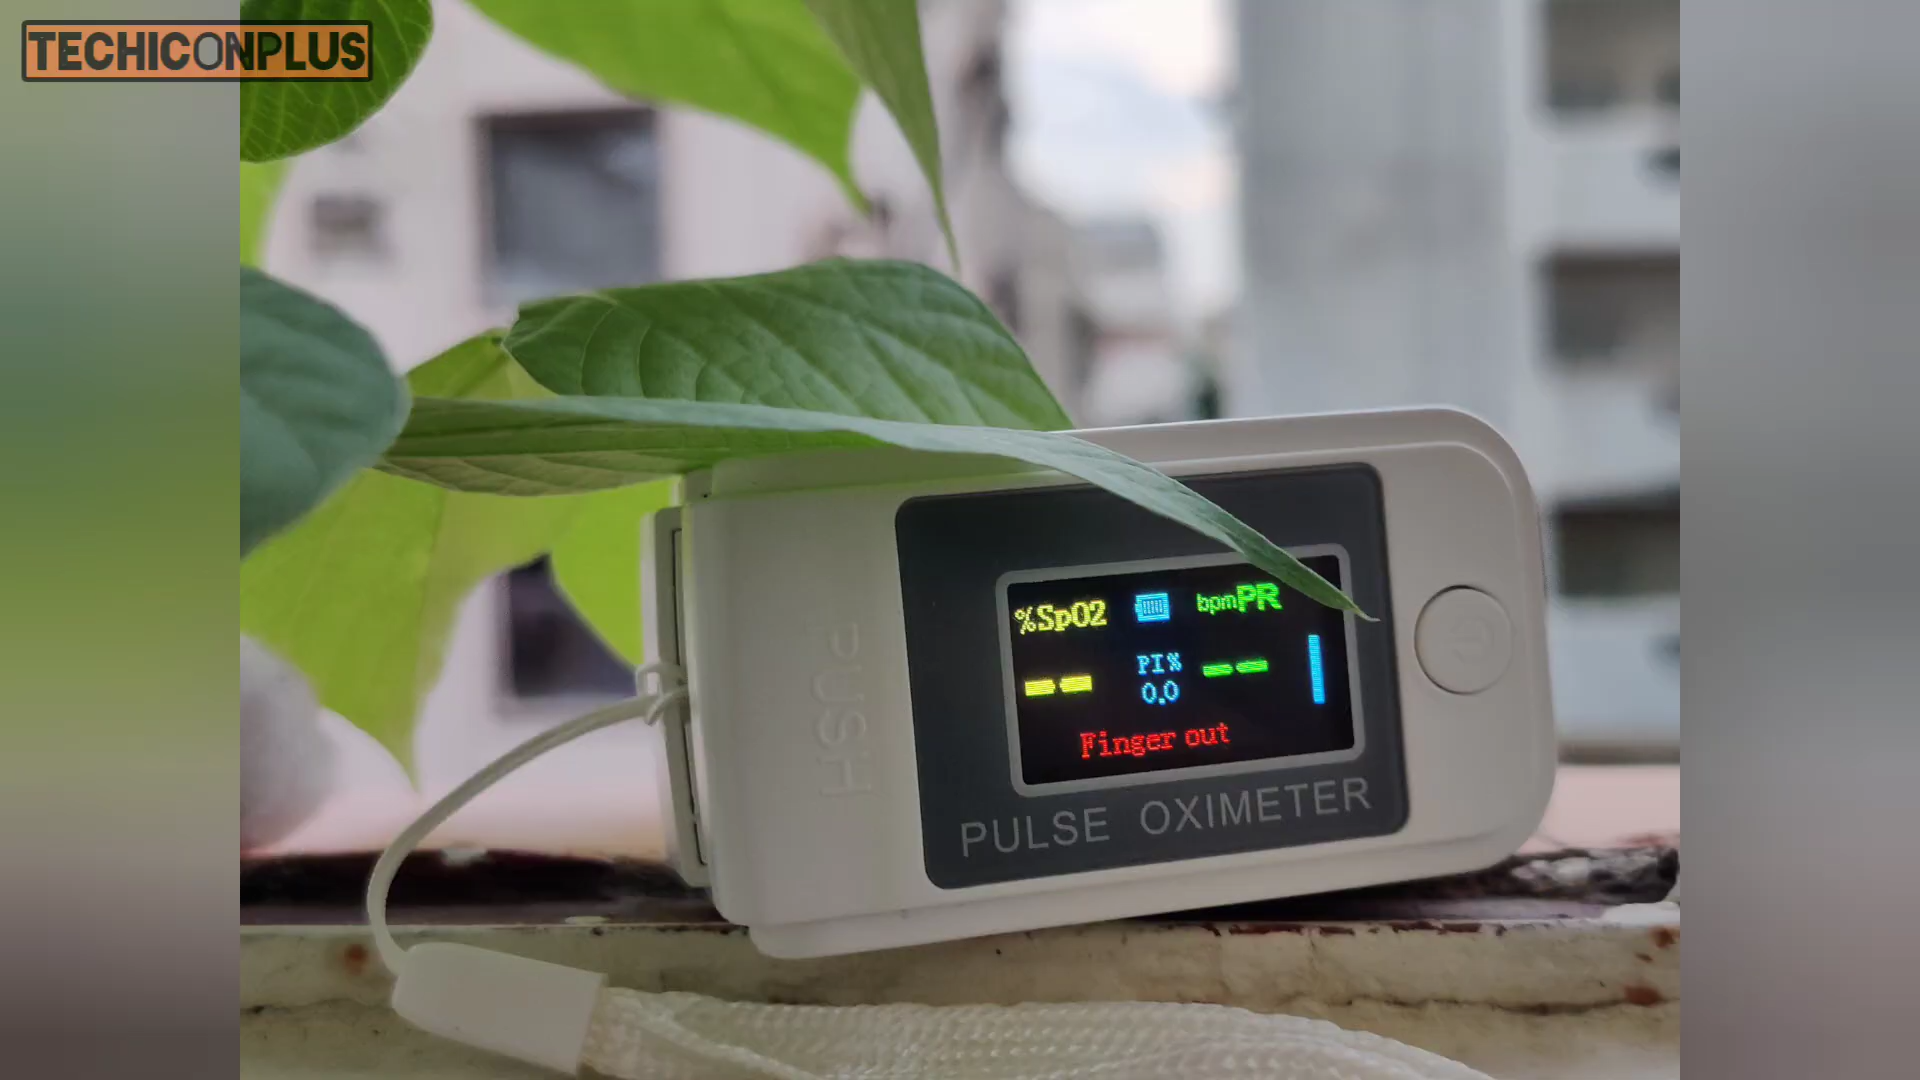 TECHICONPLUS
%SpO2
bpmPR
-- --
PI%
0.0
Finger out
PULSE OXIMETER
PUSH